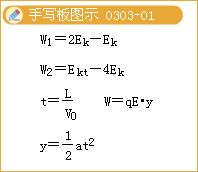 手写板图示 0303-01
W₁=2Eₖ-Eₖ
W₂=Eₖₜ-4Eₖ
t=L/V₀ W=qE•y
y=1/2at²